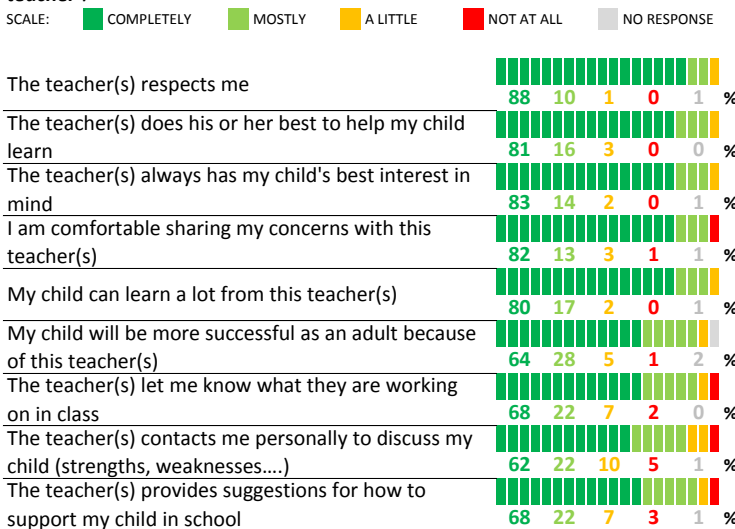 teacher?
SCALE: COMPLETELY MOSTLY A LITTLE NOT AT ALL NO RESPONSE
The teacher(s) respects me
88 10 1 0 1 %
The teacher(s) does his or her best to help my child
learn
81 16 3 0 0 %
The teacher(s) always has my child's best interest in
mind
83 14 2 0 1 %
I am comfortable sharing my concerns with this
teacher(s)
82 13 3 1 1 %
My child can learn a lot from this teacher(s)
80 17 2 0 1 %
My child will be more successful as an adult because
of this teacher(s)
64 28 5 1 2 %
The teacher(s) let me know what they are working
on in class
68 22 7 2 0 %
The teacher(s) contacts me personally to discuss my
child (strengths, weaknesses....)
62 22 10 5 1 %
The teacher(s) provides suggestions for how to
support my child in school
68 22 7 3 1 %